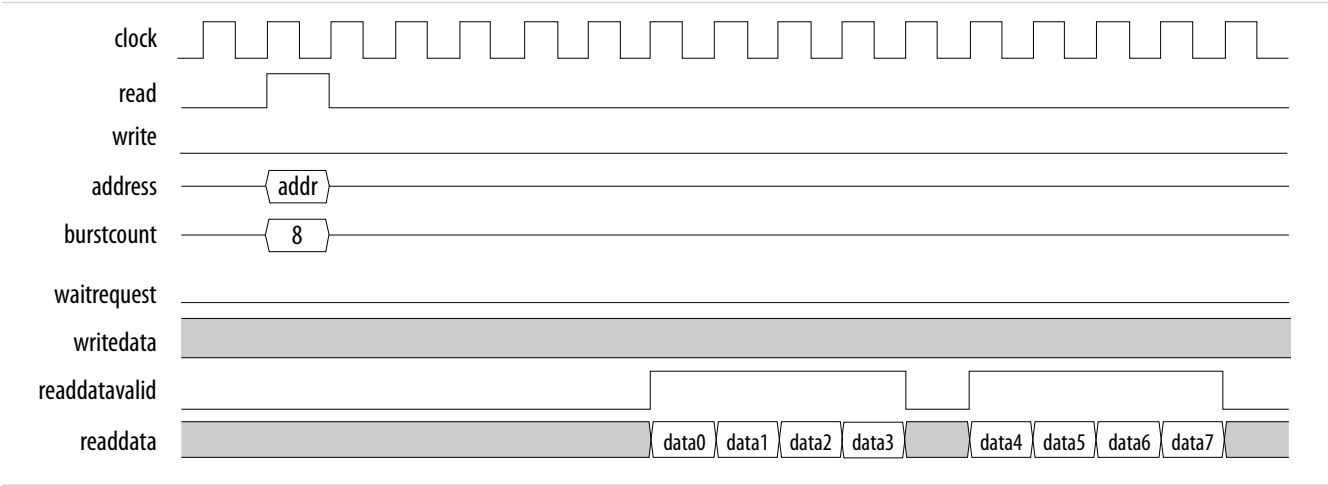 clock
read
write
address addr
burstcount 8
waitrequest
writedata
readdatavalid
readdata data0 data1 data2 data3 data4 data5 data6 data7